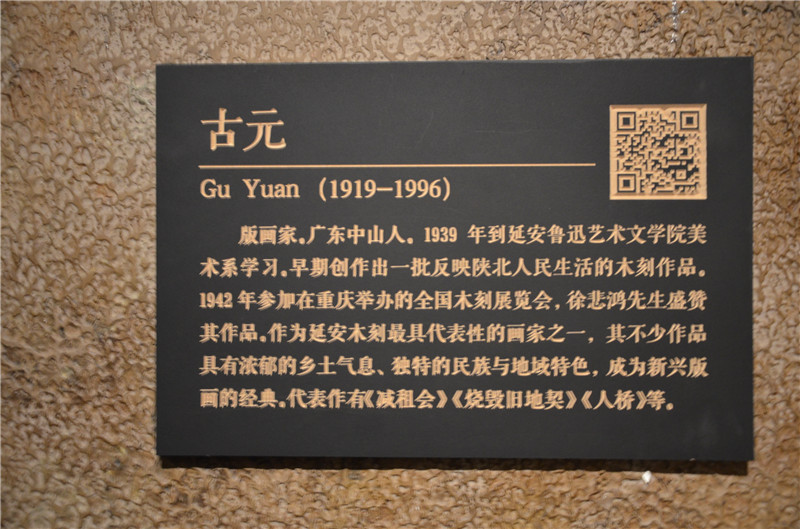 古元
Gu Yuan (1919-1996)
版画家。广东中山人。1939 年到延安鲁迅艺术文学院美
术系学习。早期创作出一批反映陕北人民生活的木刻作品。
1942 年参加在重庆举办的全国木刻展览会，徐悲鸿先生盛赞
其作品。作为延安木刻最具代表性的画家之一，其不少作品
具有浓郁的乡土气息、独特的民族与地域特色，成为新兴版
画的经典。代表作有《减租会》《烧毁旧地契》《人桥》等。